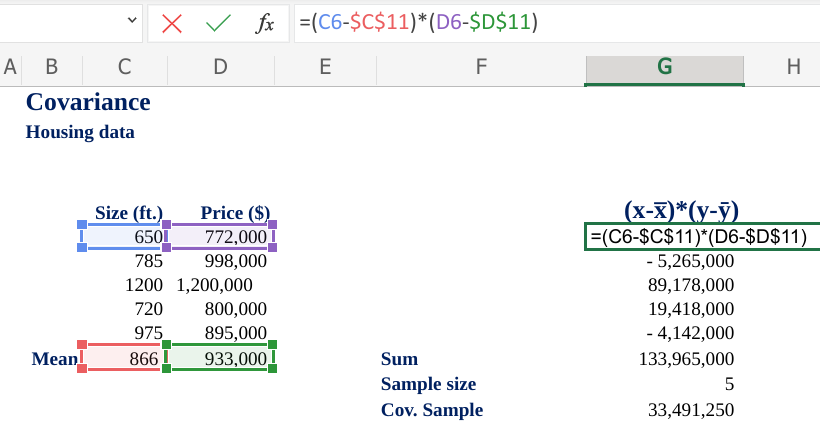 fx =(C6-$C$11)*(D6-$D$11)
A B C D E F G H
Covariance
Housing data
Size (ft.) Price ($) (x-x̅)*(y-y̅)
650 772,000 =(C6-$C$11)*(D6-$D$11)
785 998,000 - 5,265,000
1200 1,200,000 89,178,000
720 800,000 19,418,000
975 895,000 - 4,142,000
Mean 866 933,000 Sum 133,965,000
Sample size 5
Cov. Sample 33,491,250